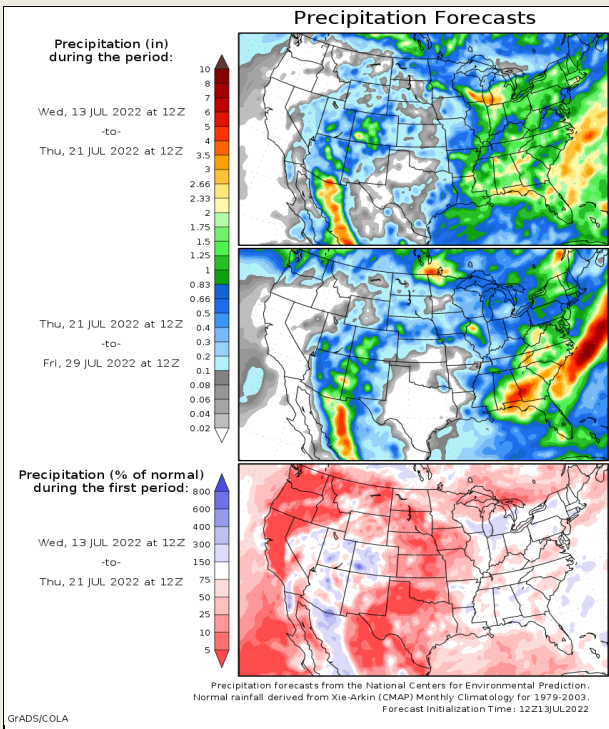 Precipitation Forecasts
Precipitation (in)
during the period:
Wed, 13 JUL 2022 at 12Z
-to-
Thu, 21 JUL 2022 at 12Z
10
8
7
6
5
4
3.5
3
2.66
2.33
2
1.75
1.5
1.25
1
0.83
0.66
0.5
0.4
0.3
0.2
0.1
0.08
0.06
0.04
0.02
Thu, 21 JUL 2022 at 12Z
-to-
Fri, 29 JUL 2022 at 12Z
Precipitation (% of normal)
during the first period:
Wed, 13 JUL 2022 at 12Z
-to-
Thu, 21 JUL 2022 at 12Z
800
600
400
300
150
75
50
25
10
5
Precipitation forecasts from the National Centers for Environmental Prediction.
Normal rainfall derived from Xie-Arkin (CMAP) Monthly Climatology for 1979-2003.
Forecast Initialization Time: 12Z13JUL2022
GrADS/COLA